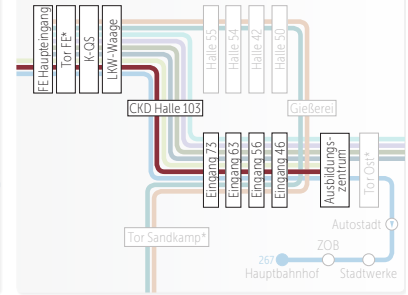 FE Haupteingang
Tor FE*
K-QS
LKW-Waage
Halle 55
Halle 54
Halle 42
Halle 50
CKD Halle 103
Gießerei
Eingang 73
Eingang 63
Eingang 56
Eingang 46
Ausbildungs-
zentrum
Tor Ost*
Tor Sandkamp*
Autostadt
T
ZOB
267
Hauptbahnhof
Stadtwerke